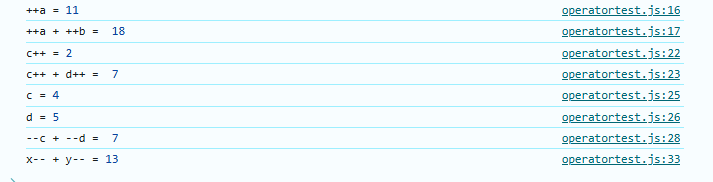 ++a = 11 operatortest.js:16
++a + ++b =  18 operatortest.js:17
c++ = 2 operatortest.js:22
c++ + d++ =  7 operatortest.js:23
c = 4 operatortest.js:25
d = 5 operatortest.js:26
--c + --d =  7 operatortest.js:28
x-- + y-- = 13 operatortest.js:33